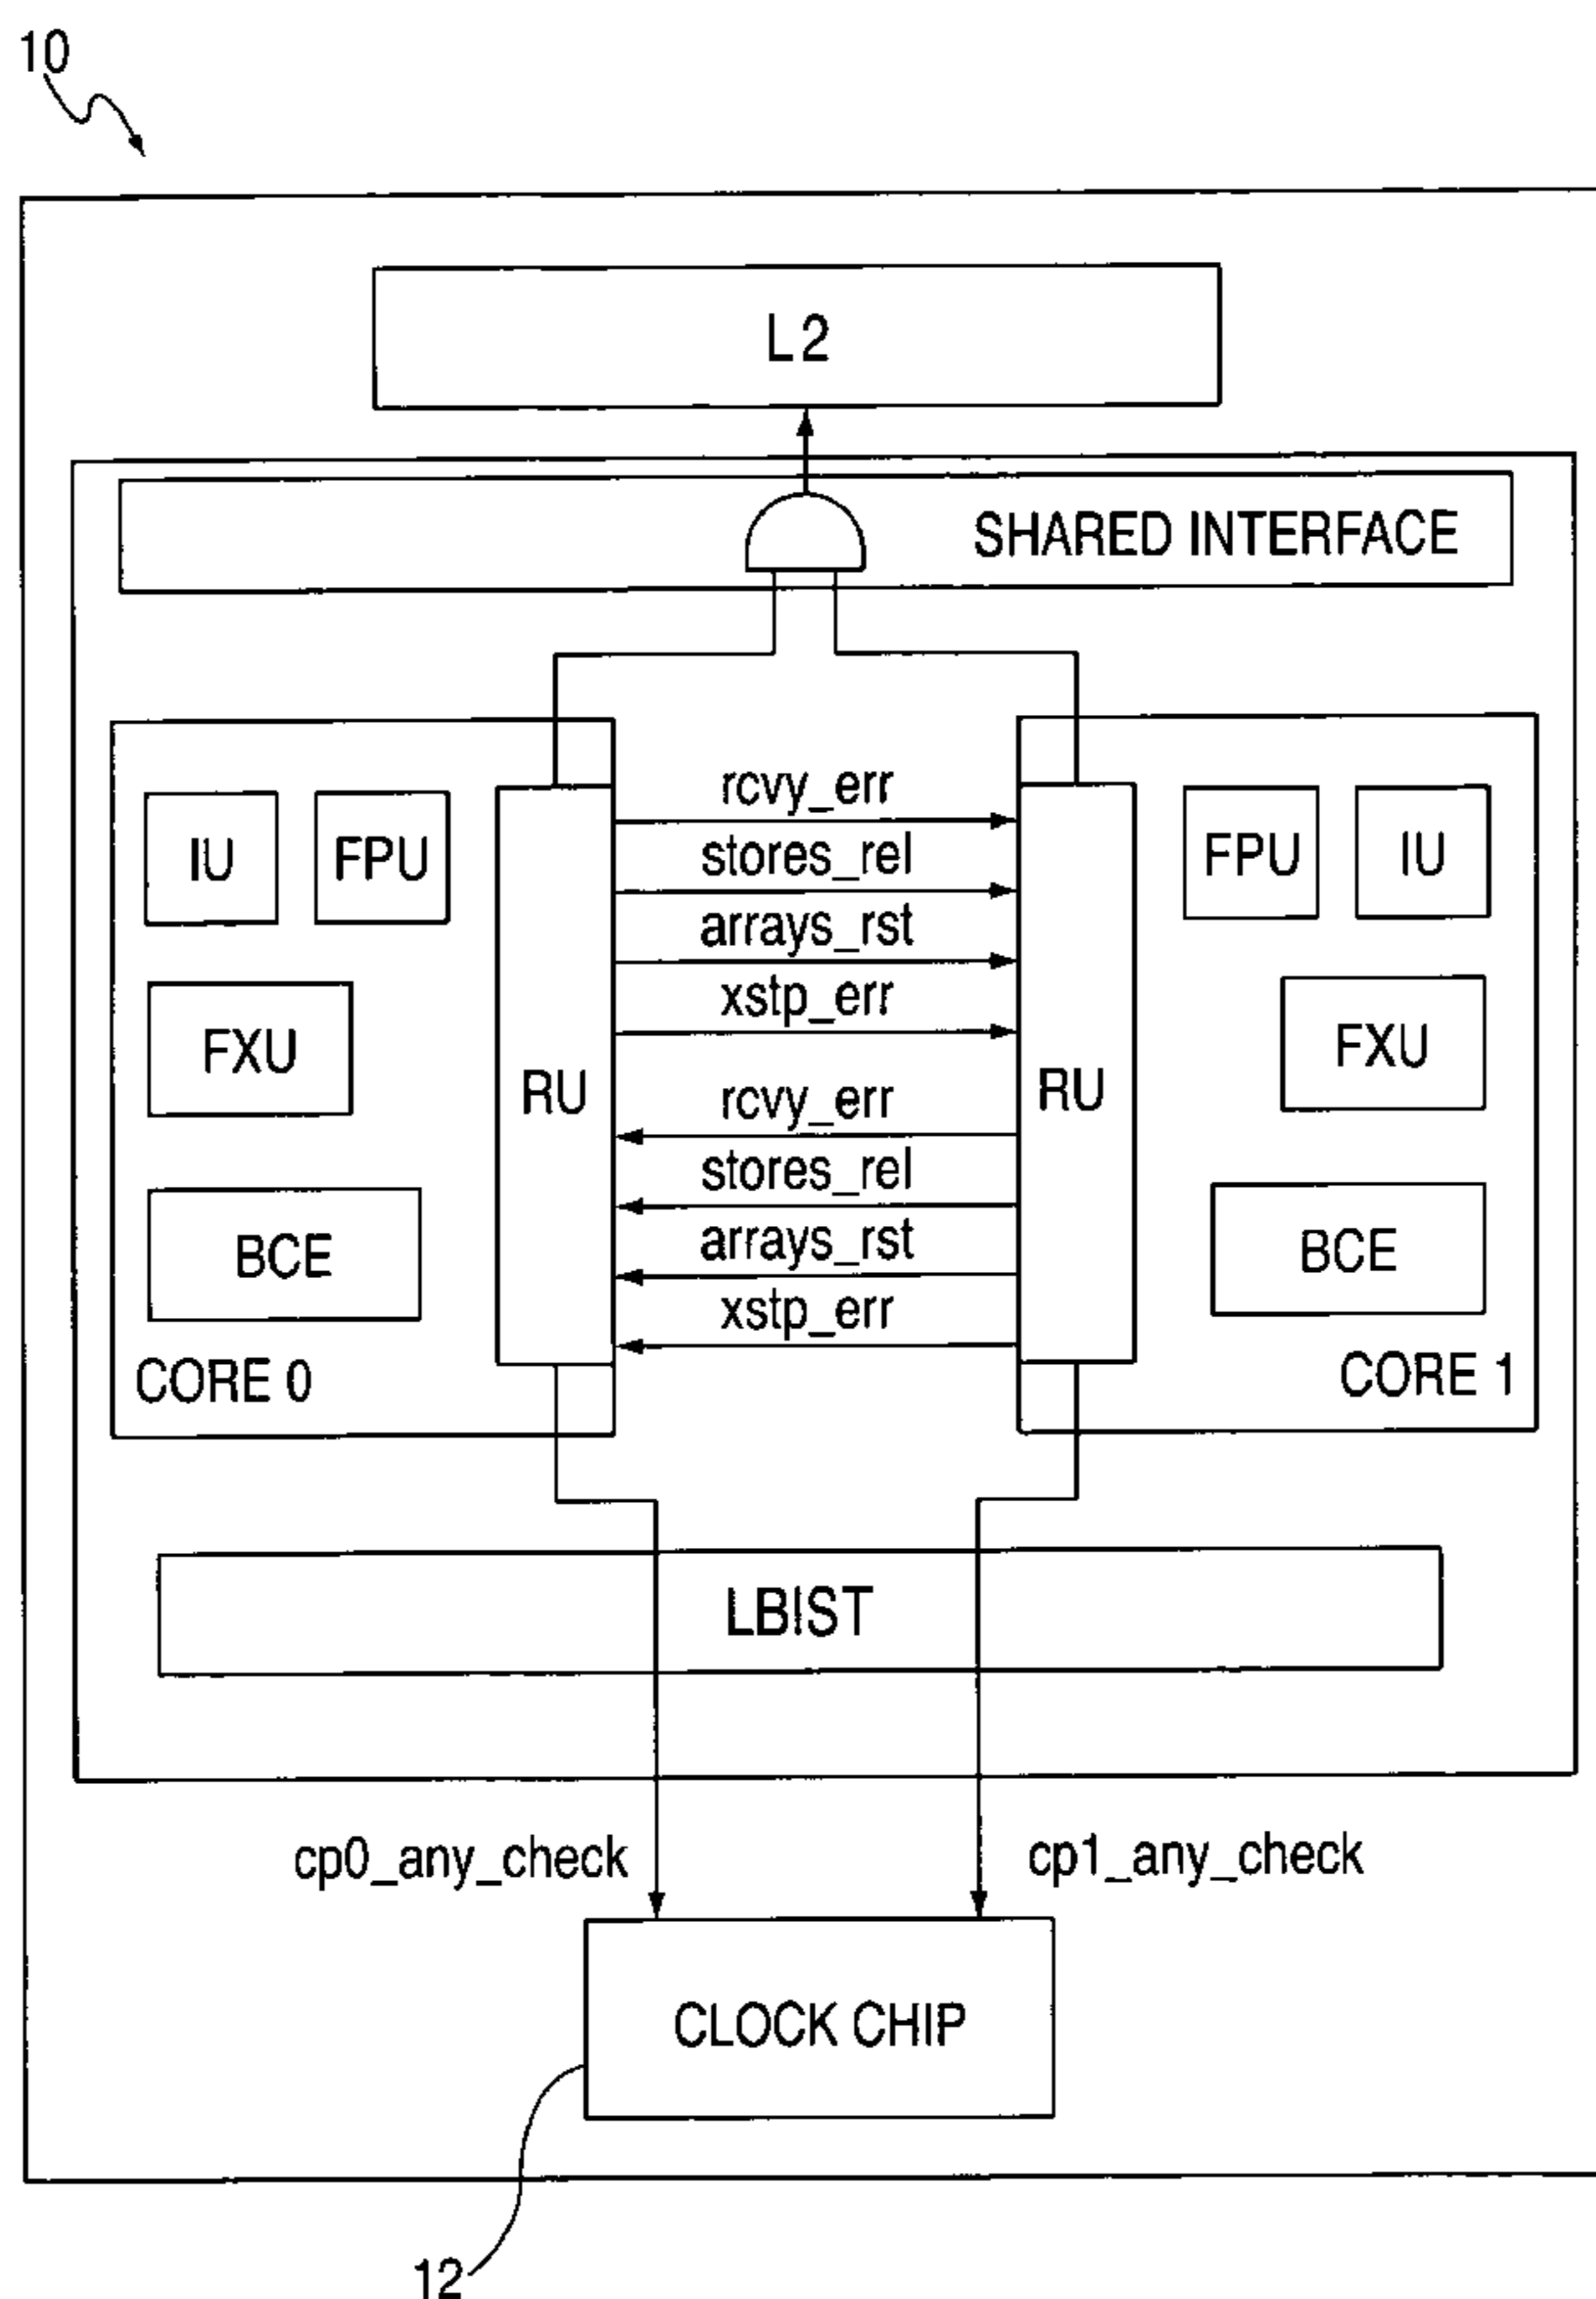 10
L2
SHARED INTERFACE
rcvy_err
stores_rel
arrays_rst
xstp_err
rcvy_err
stores_rel
arrays_rst
xstp_err
IU FPU
FXU
BCE
RU
CORE 0
RU
FPU IU
FXU
BCE
CORE 1
LBIST
cp0_any_check
cp1_any_check
CLOCK CHIP
12